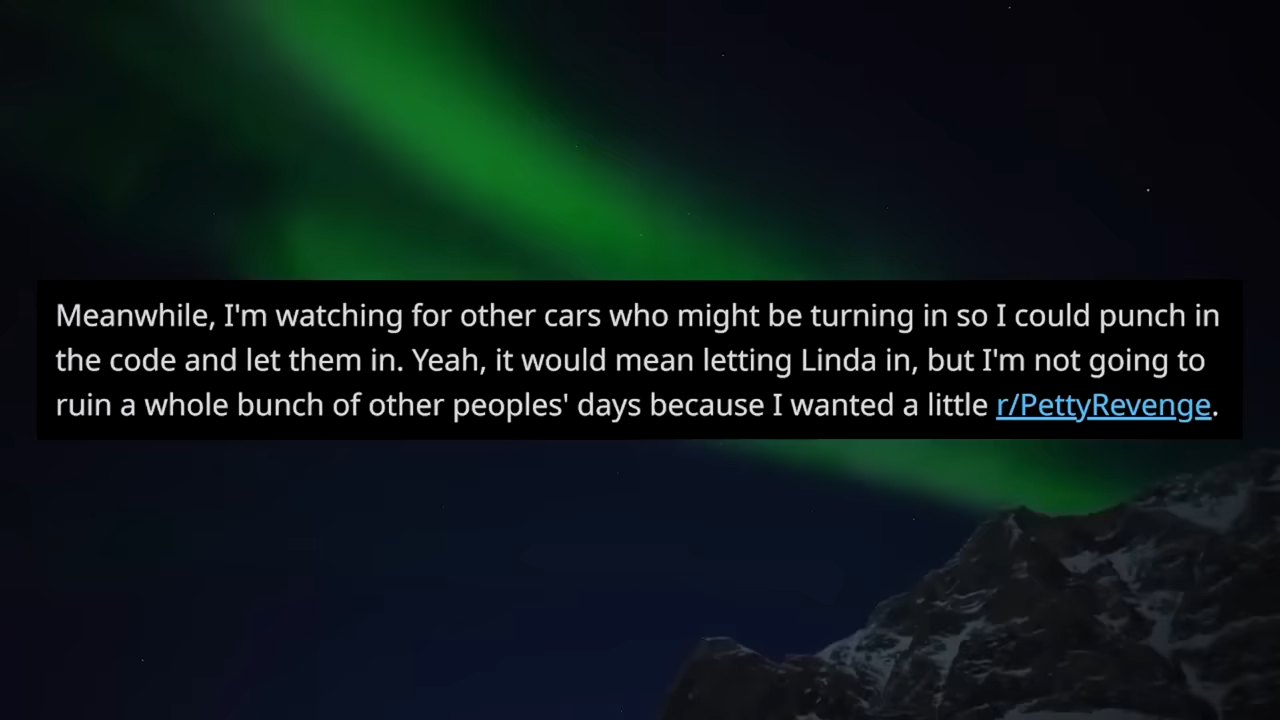 Meanwhile, I'm watching for other cars who might be turning in so I could punch in
the code and let them in. Yeah, it would mean letting Linda in, but I'm not going to
ruin a whole bunch of other peoples' days because I wanted a little r/PettyRevenge.